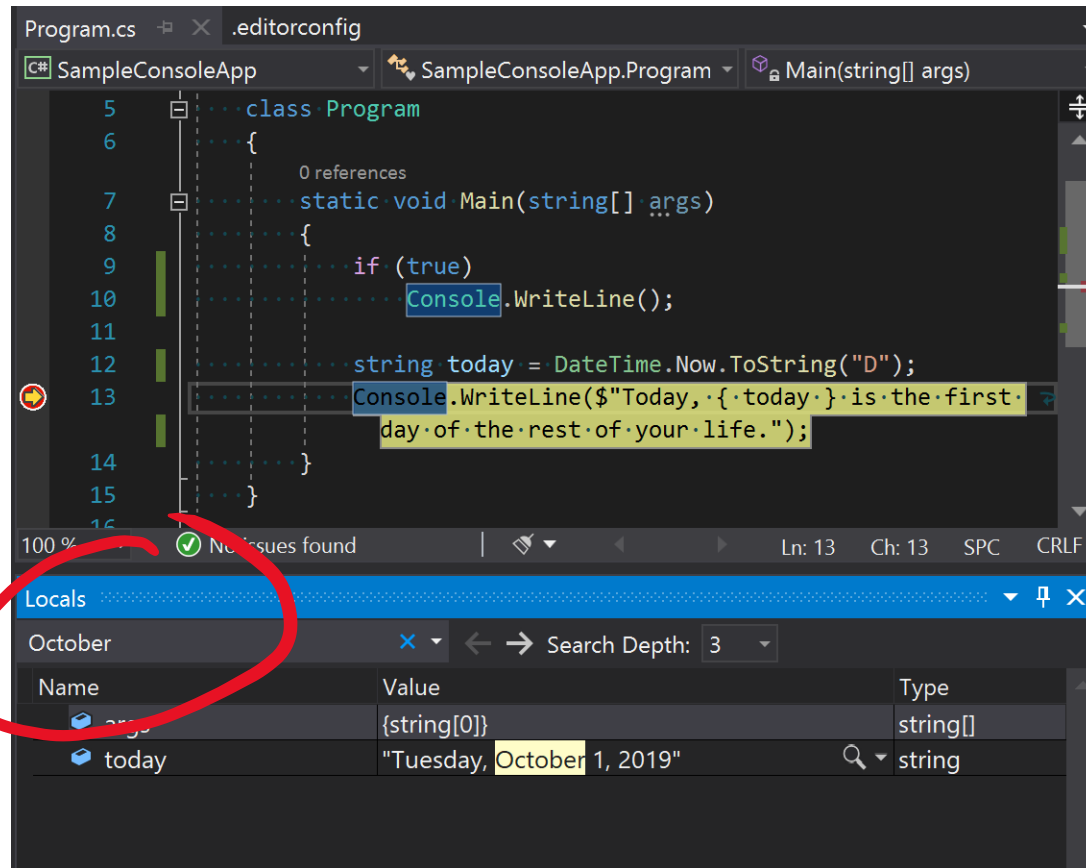 Program.cs .editorconfig
C# SampleConsoleApp SampleConsoleApp.Program Main(string[] args)
5 class Program
6 {
0 references
7 static void Main(string[] args)
8 {
9 if (true)
10 Console.WriteLine();
11
12 string today = DateTime.Now.ToString("D");
13 Console.WriteLine($"Today, { today } is the first
day of the rest of your life.");
14 }
15 }
16
100 % No issues found Ln: 13 Ch: 13 SPC CRLF
Locals
October Search Depth: 3
Name Value Type
args {string[0]} string[]
today "Tuesday, October 1, 2019" string